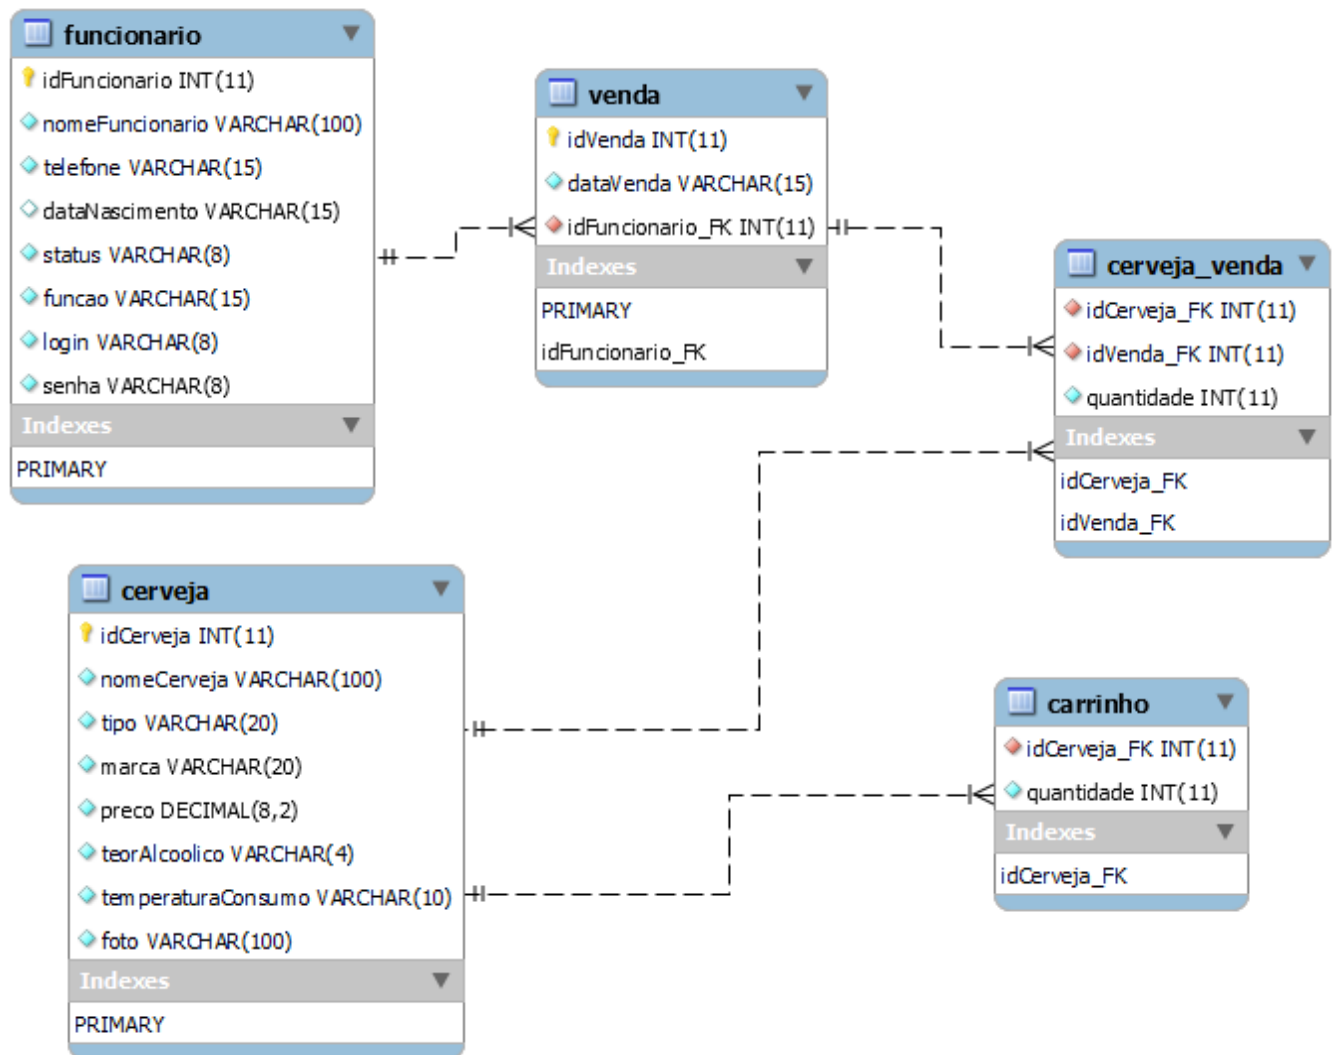 funcionario
idFuncionario INT(11)
nomeFuncionario VARCHAR(100)
telefone VARCHAR(15)
dataNascimento VARCHAR(15)
status VARCHAR(8)
funcao VARCHAR(15)
login VARCHAR(8)
senha VARCHAR(8)
Indexes
PRIMARY
venda
idVenda INT(11)
dataVenda VARCHAR(15)
idFuncionario_FK INT(11)
Indexes
PRIMARY
idFuncionario_FK
cerveja_venda
idCerveja_FK INT(11)
idVenda_FK INT(11)
quantidade INT(11)
Indexes
idCerveja_FK
idVenda_FK
cerveja
idCerveja INT(11)
nomeCerveja VARCHAR(100)
tipo VARCHAR(20)
marca VARCHAR(20)
preco DECIMAL(8,2)
teorAlcoolico VARCHAR(4)
temperaturaConsumo VARCHAR(10)
foto VARCHAR(100)
Indexes
PRIMARY
carrinho
idCerveja_FK INT(11)
quantidade INT(11)
Indexes
idCerveja_FK